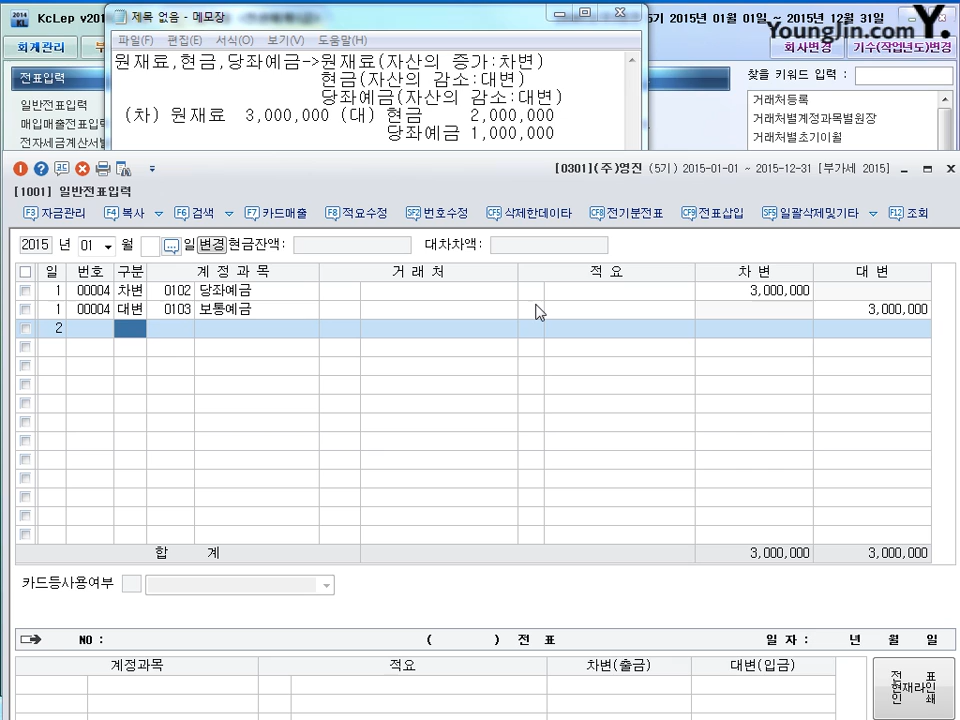 KcLep v20
제목 없음 - 메모장
5기 2015년 01월 01일 ~ 2015년 12월 31일
YoungJin.com Y.
회계관리
회사변경
기수(작업년도)변경
파일(F) 편집(E) 서식(O) 보기(V) 도움말(H)
원재료,현금,당좌예금->원재료(자산의 증가:차변)
현금(자산의 감소:대변)
당좌예금(자산의 감소:대변)
(차) 원재료 3,000,000 (대) 현금 2,000,000
당좌예금 1,000,000
전표입력
일반전표입력
매입매출전표입력
전자세금계산서발
찾을 키워드 입력 :
거래처등록
거래처별계정과목별원장
거래처별초기이월
[0301](주)영진 (5기) 2015-01-01 ~ 2015-12-31 [부가세 2015]
[1001] 일반전표입력
F3 자금관리 F4 복사 F6 검색 F7 카드매출 F8 적요수정 SF2 번호수정 CF5 삭제한데이타 CF8 전기분전표 CF9 전표삽입 SF5 일괄삭제및기타 F12 조회
2015 년 01 월 일 변경 현금잔액: 대차차액:
일 번호 구분 계 정 과 목 거 래 처 적 요 차 변 대 변
1 00004 차변 0102 당좌예금 3,000,000
1 00004 대변 0103 보통예금 3,000,000
2
합 계 3,000,000 3,000,000
카드등사용여부
NO : ( ) 전 표 일 자 : 년 월 일
계정과목 적요 차변(출금) 대변(입금)
전 표
현재라인
인 쇄